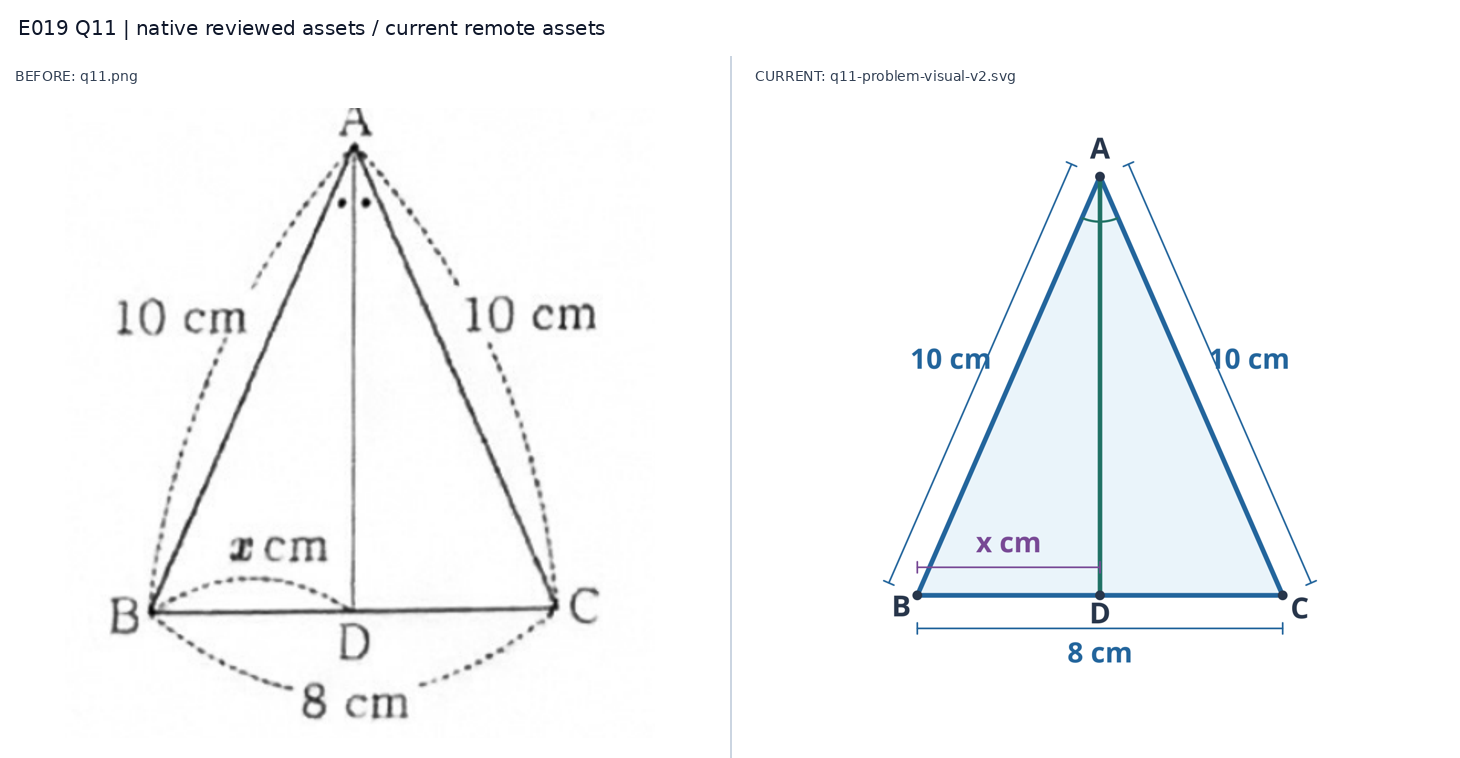 E019 Q11 | native reviewed assets / current remote assets
BEFORE: q11.png
A
10 cm
10 cm
x cm
B
C
D
8 cm
CURRENT: q11-problem-visual-v2.svg
A
10 cm
10 cm
x cm
B
D
C
8 cm